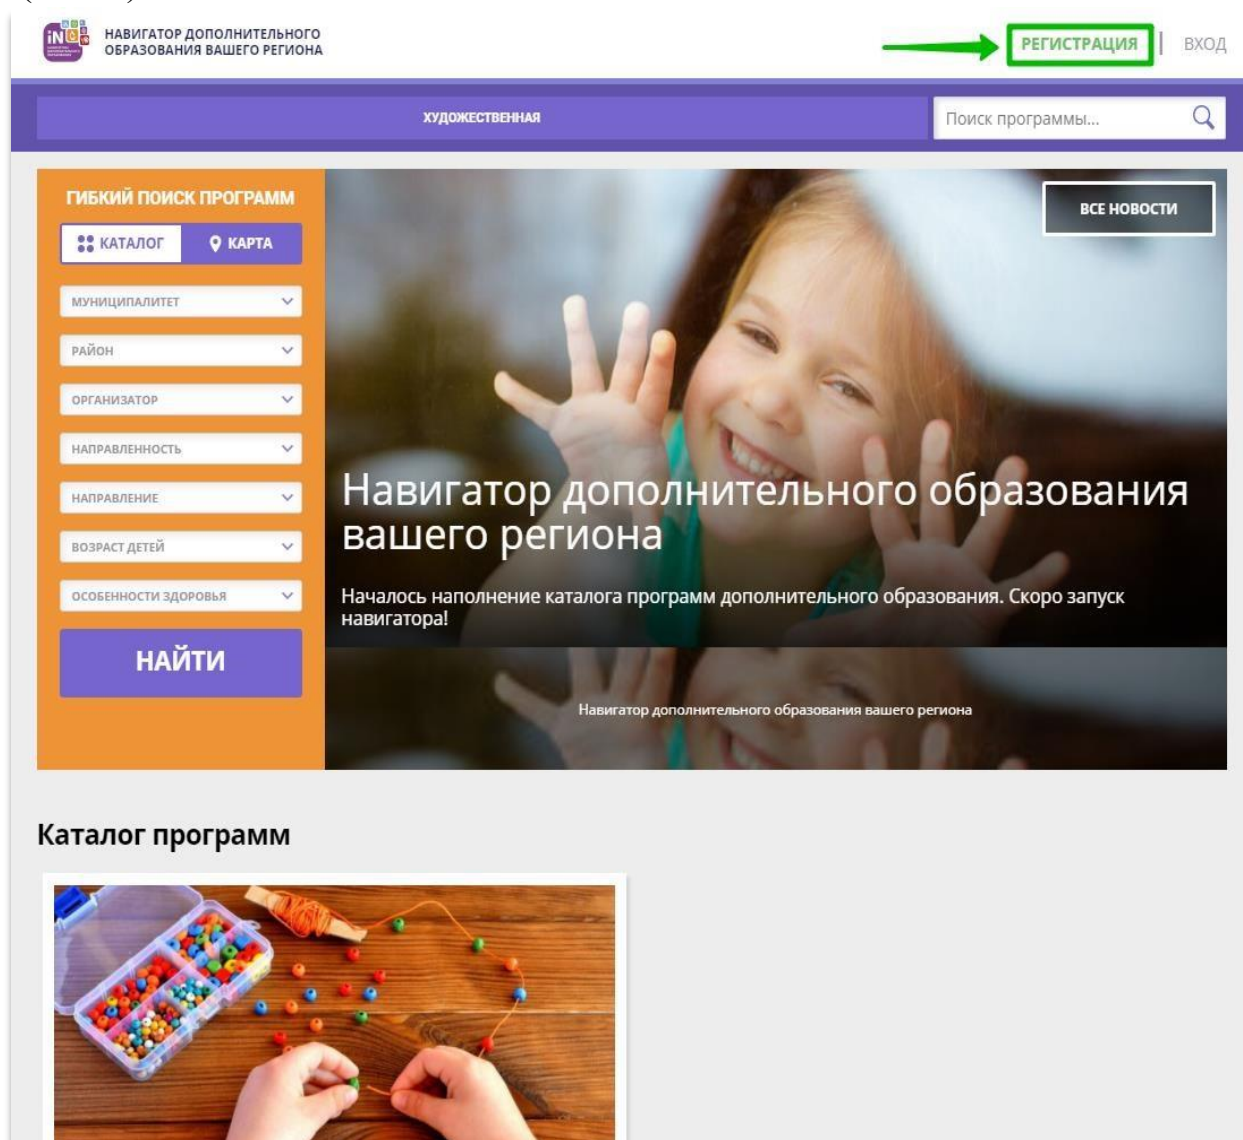 НАВИГАТОР ДОПОЛНИТЕЛЬНОГО
ОБРАЗОВАНИЯ ВАШЕГО РЕГИОНА
РЕГИСТРАЦИЯ
ВХОД
ХУДОЖЕСТВЕННАЯ
Поиск программы...
ГИБКИЙ ПОИСК ПРОГРАММ
КАТАЛОГ
КАРТА
МУНИЦИПАЛИТЕТ
РАЙОН
ОРГАНИЗАТОР
НАПРАВЛЕННОСТЬ
НАПРАВЛЕНИЕ
ВОЗРАСТ ДЕТЕЙ
ОСОБЕННОСТИ ЗДОРОВЬЯ
НАЙТИ
ВСЕ НОВОСТИ
Навигатор дополнительного образования
вашего региона
Началось наполнение каталога программ дополнительного образования. Скоро запуск
навигатора!
Навигатор дополнительного образования вашего региона
Каталог программ